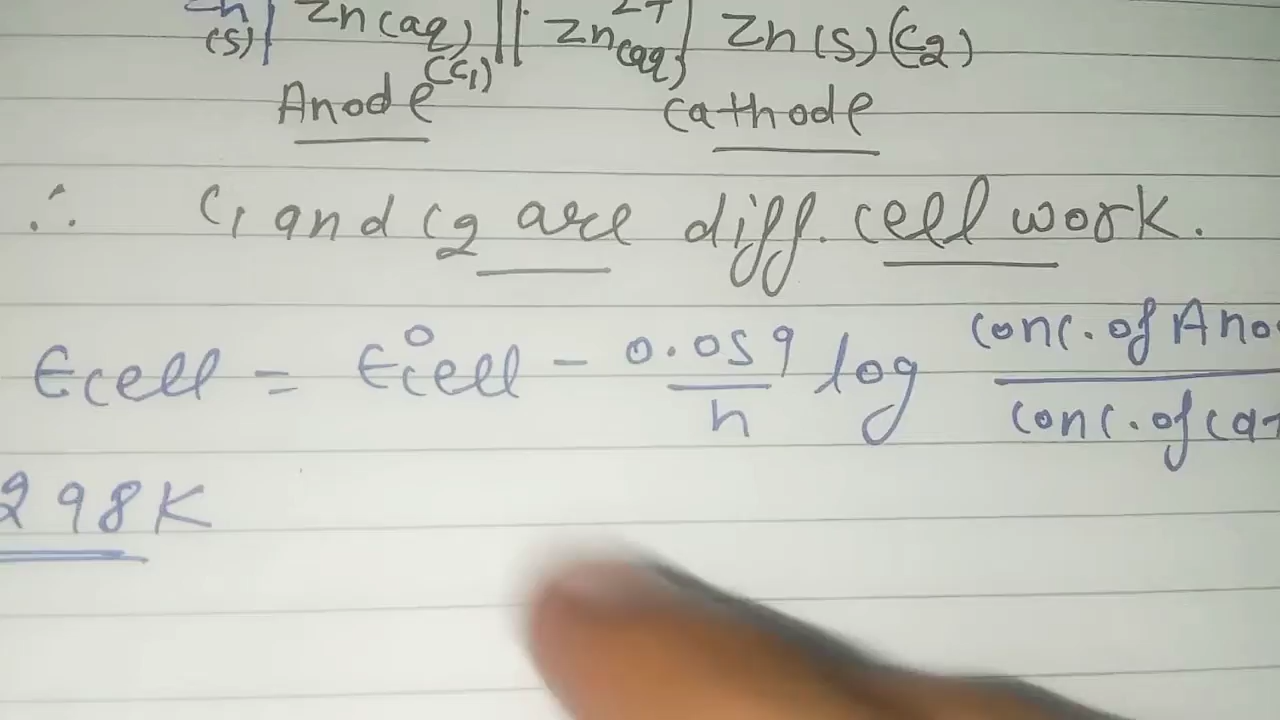 Zn(s) | Zn(aq)(C1) || Zn2+(aq) | Zn(s)(C2)
Anode Cathode
∴ C1 and C2 are diff. cell work.
Ecell = E°cell - 0.059/n log conc. of Ano/conc. of cat
298K